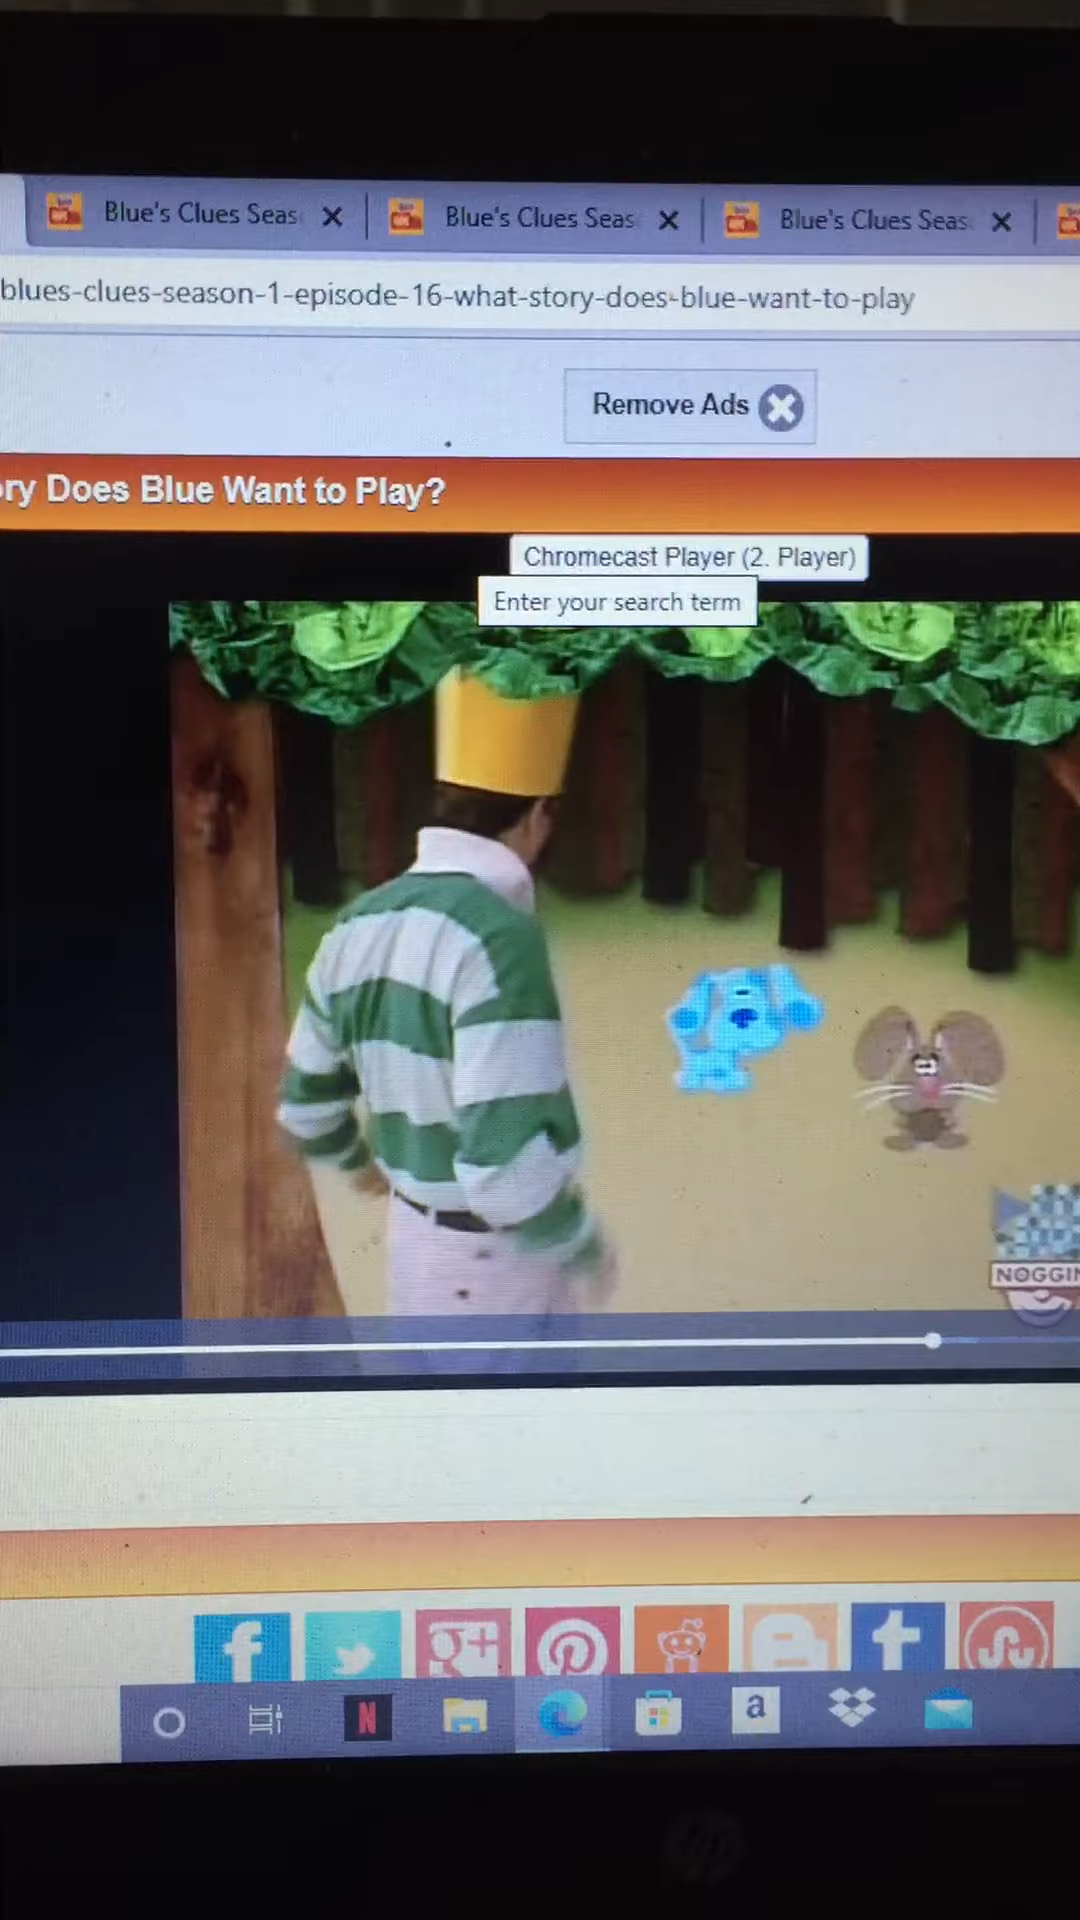 Blue's Clues Seas
Blue's Clues Seas
Blue's Clues Seas
blues-clues-season-1-episode-16-what-story-does-blue-want-to-play
Remove Ads
ry Does Blue Want to Play?
Chromecast Player (2. Player)
Enter your search term
NOGGIN
f
g+
t
N
a
hp